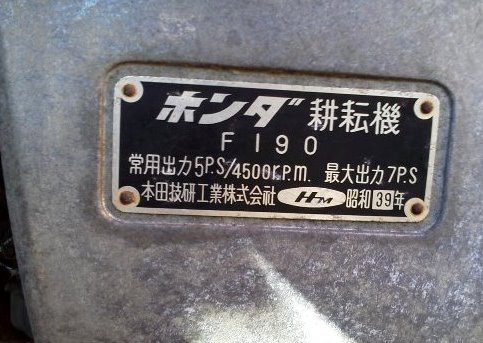 ホンダ 耕耘機
F190
常用出力5P.S/4500r.p.m. 最大出力7P.S
本田技研工業株式会社 HM 昭和39年